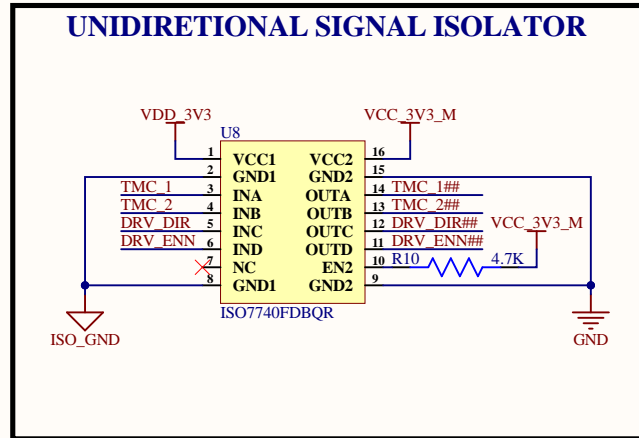 UNIDIRETIONAL SIGNAL ISOLATOR
VDD_3V3
VCC_3V3_M
U8
1 VCC1 VCC2 16
2 GND1 GND2 15
TMC_1 3 INA OUTA 14 TMC_1##
TMC_2 4 INB OUTB 13 TMC_2##
DRV_DIR 5 INC OUTC 12 DRV_DIR##
VCC_3V3_M
DRV_ENN 6 IND OUTD 11 DRV_ENN##
7 NC EN2 10 R10 4.7K
8 GND1 GND2 9
ISO7740FDBQR
ISO_GND
GND